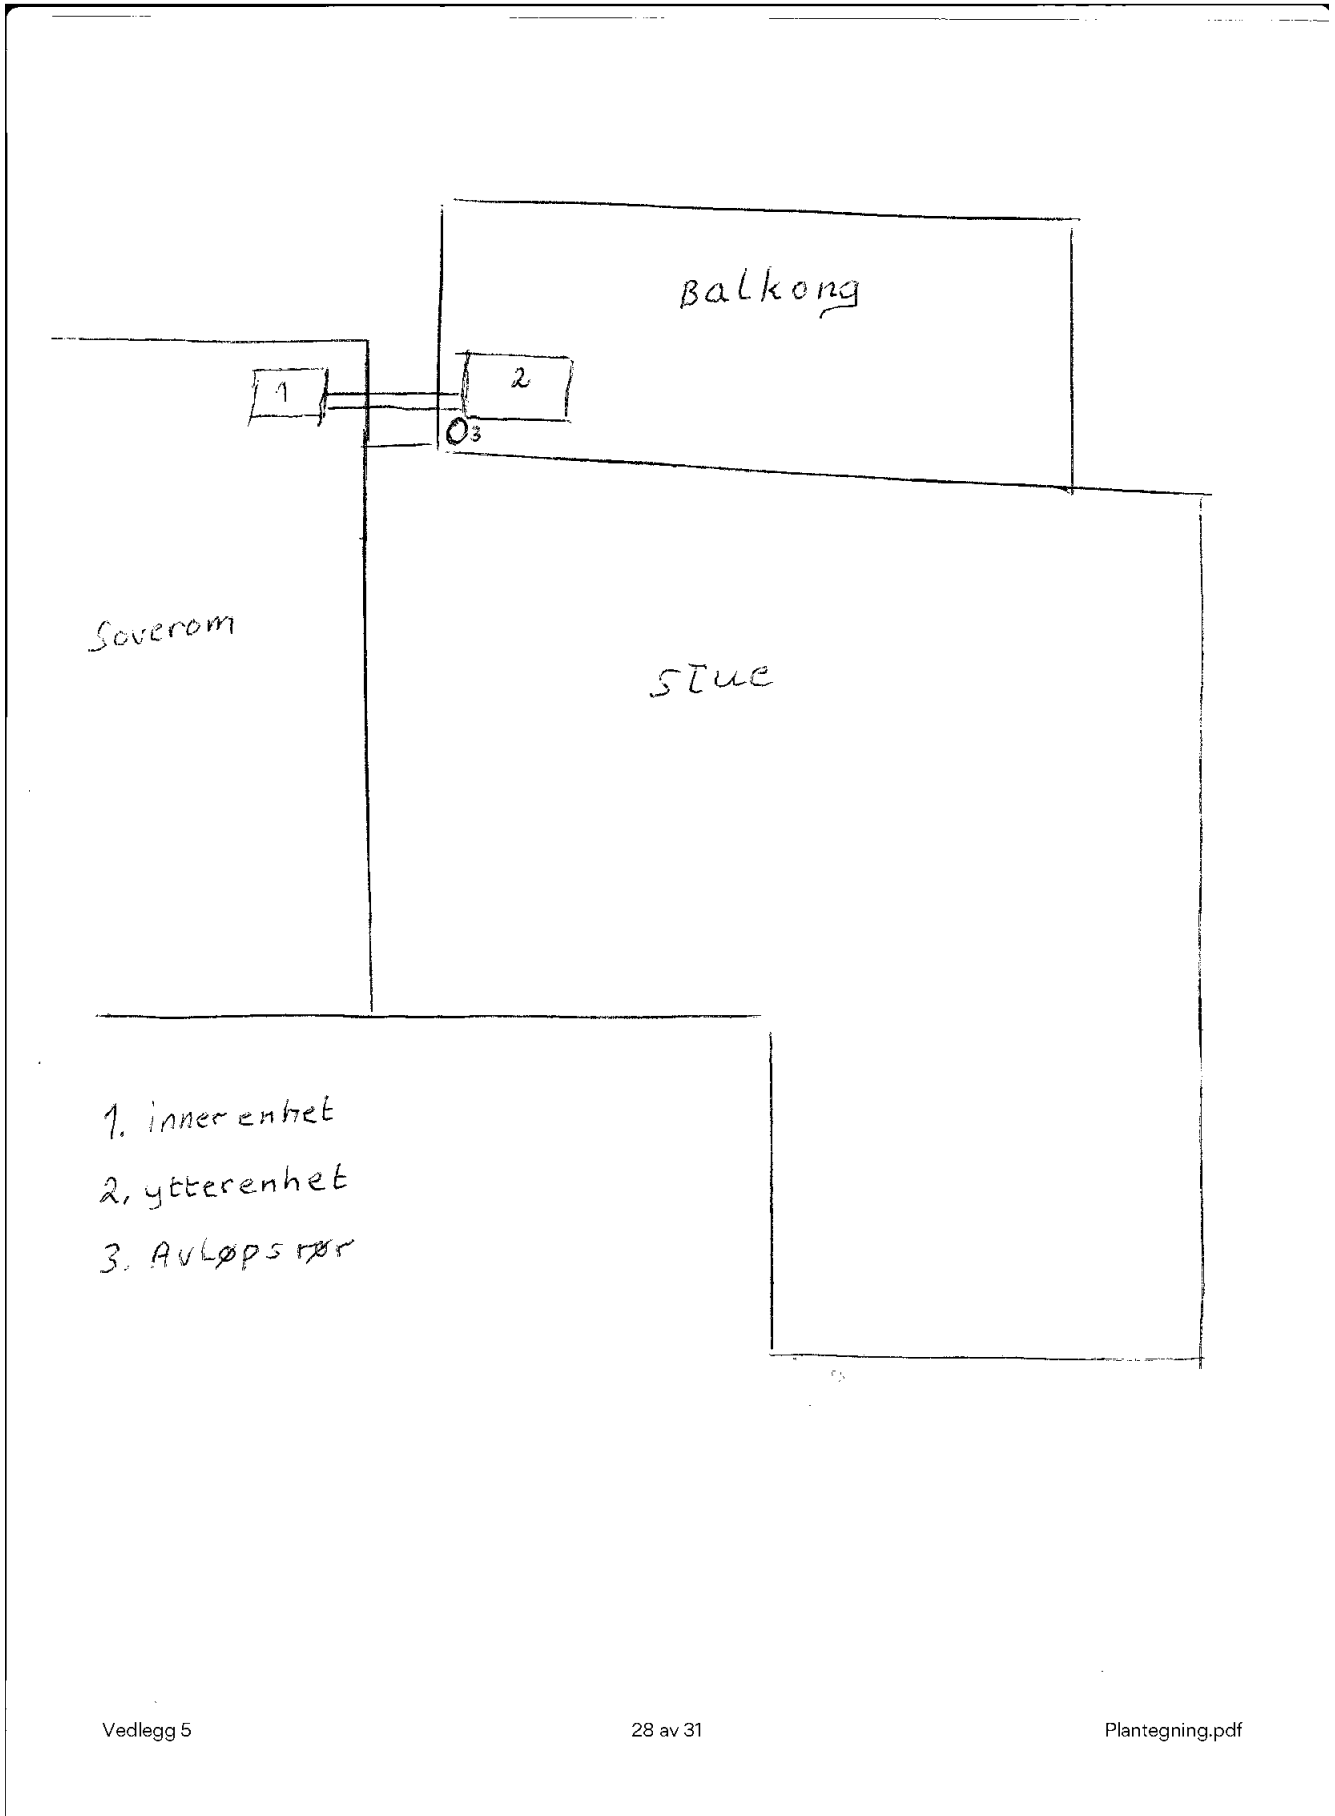 Balkong
1
2
3
Soverom
Stue
1. innerenhet
2. ytterenhet
3. Avløpsrør
Vedlegg 5
28 av 31
Plantegning.pdf